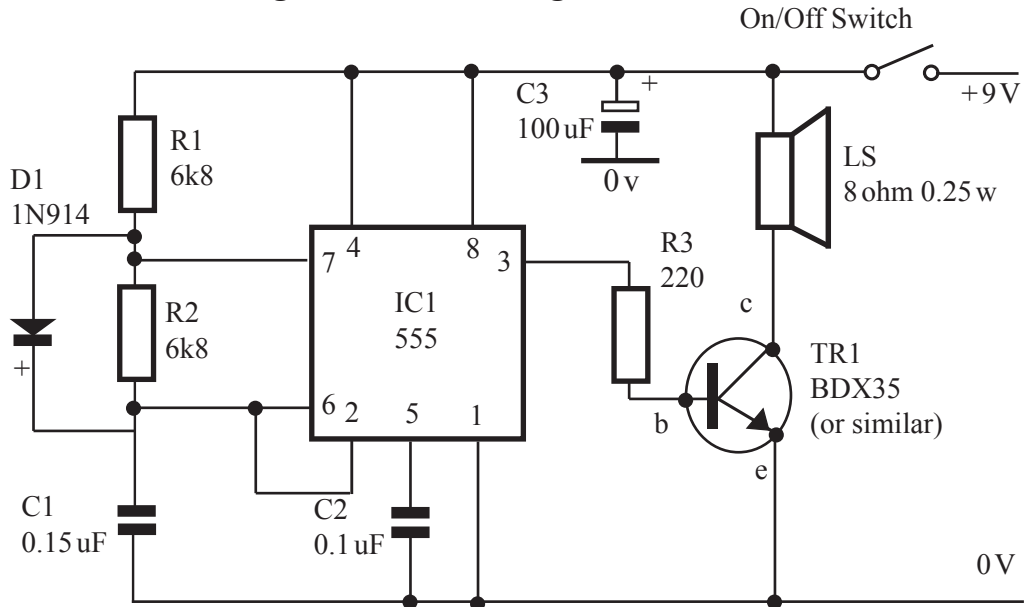 On/Off Switch
+9V
C3
100uF
+
0v
LS
8 ohm 0.25w
R1
6k8
D1
1N914
+
R2
6k8
4
8
7
3
IC1
555
6
2
5
1
R3
220
c
TR1
BDX35
(or similar)
b
e
C1
0.15uF
C2
0.1uF
0V